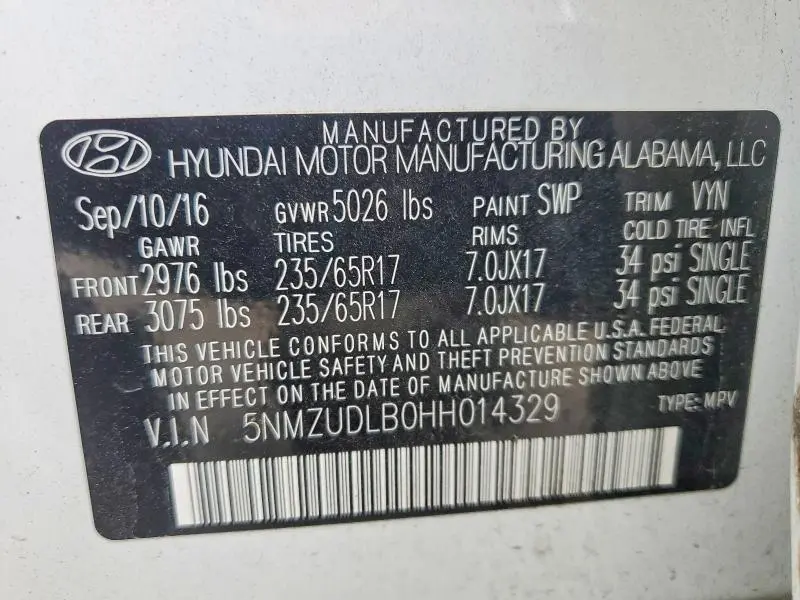 MANUFACTURED BY
HYUNDAI MOTOR MANUFACTURING ALABAMA, LLC
Sep/10/16 GVWR 5026 lbs PAINT SWP TRIM VYN
GAWR TIRES RIMS COLD TIRE INFL
FRONT 2976 lbs 235/65R17 7.0JX17 34 psi SINGLE
REAR 3075 lbs 235/65R17 7.0JX17 34 psi SINGLE
THIS VEHICLE CONFORMS TO ALL APPLICABLE U.S.A. FEDERAL
MOTOR VEHICLE SAFETY AND THEFT PREVENTION STANDARDS
IN EFFECT ON THE DATE OF MANUFACTURE SHOWN ABOVE.
V.I.N 5NMZUDLB0HH014329 TYPE: MPV